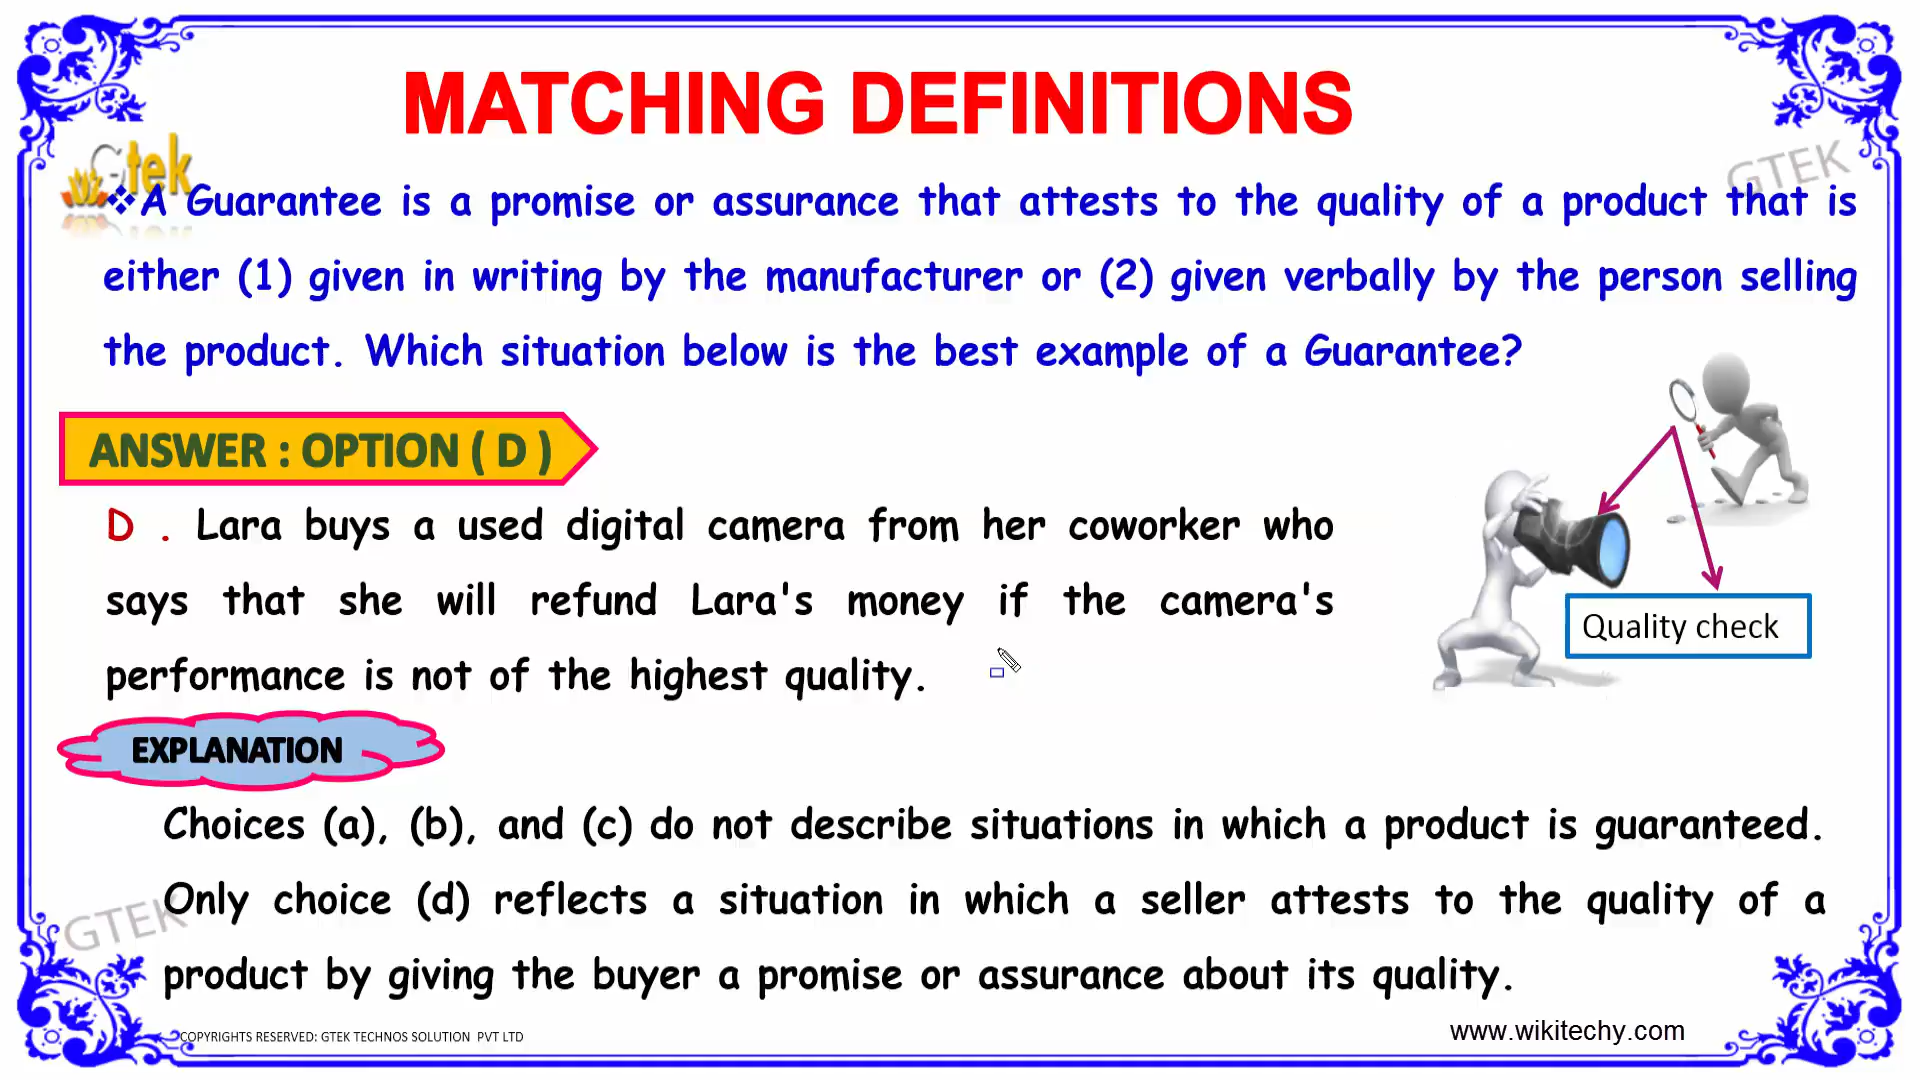 MATCHING DEFINITIONS
Gtek
GTEK
❖A Guarantee is a promise or assurance that attests to the quality of a product that is
either (1) given in writing by the manufacturer or (2) given verbally by the person selling
the product. Which situation below is the best example of a Guarantee?
ANSWER : OPTION ( D )
D . Lara buys a used digital camera from her coworker who
says that she will refund Lara's money if the camera's
performance is not of the highest quality.
Quality check
EXPLANATION
Choices (a), (b), and (c) do not describe situations in which a product is guaranteed.
Only choice (d) reflects a situation in which a seller attests to the quality of a
product by giving the buyer a promise or assurance about its quality.
GTEK
COPYRIGHTS RESERVED: GTEK TECHNOS SOLUTION PVT LTD
www.wikitechy.com